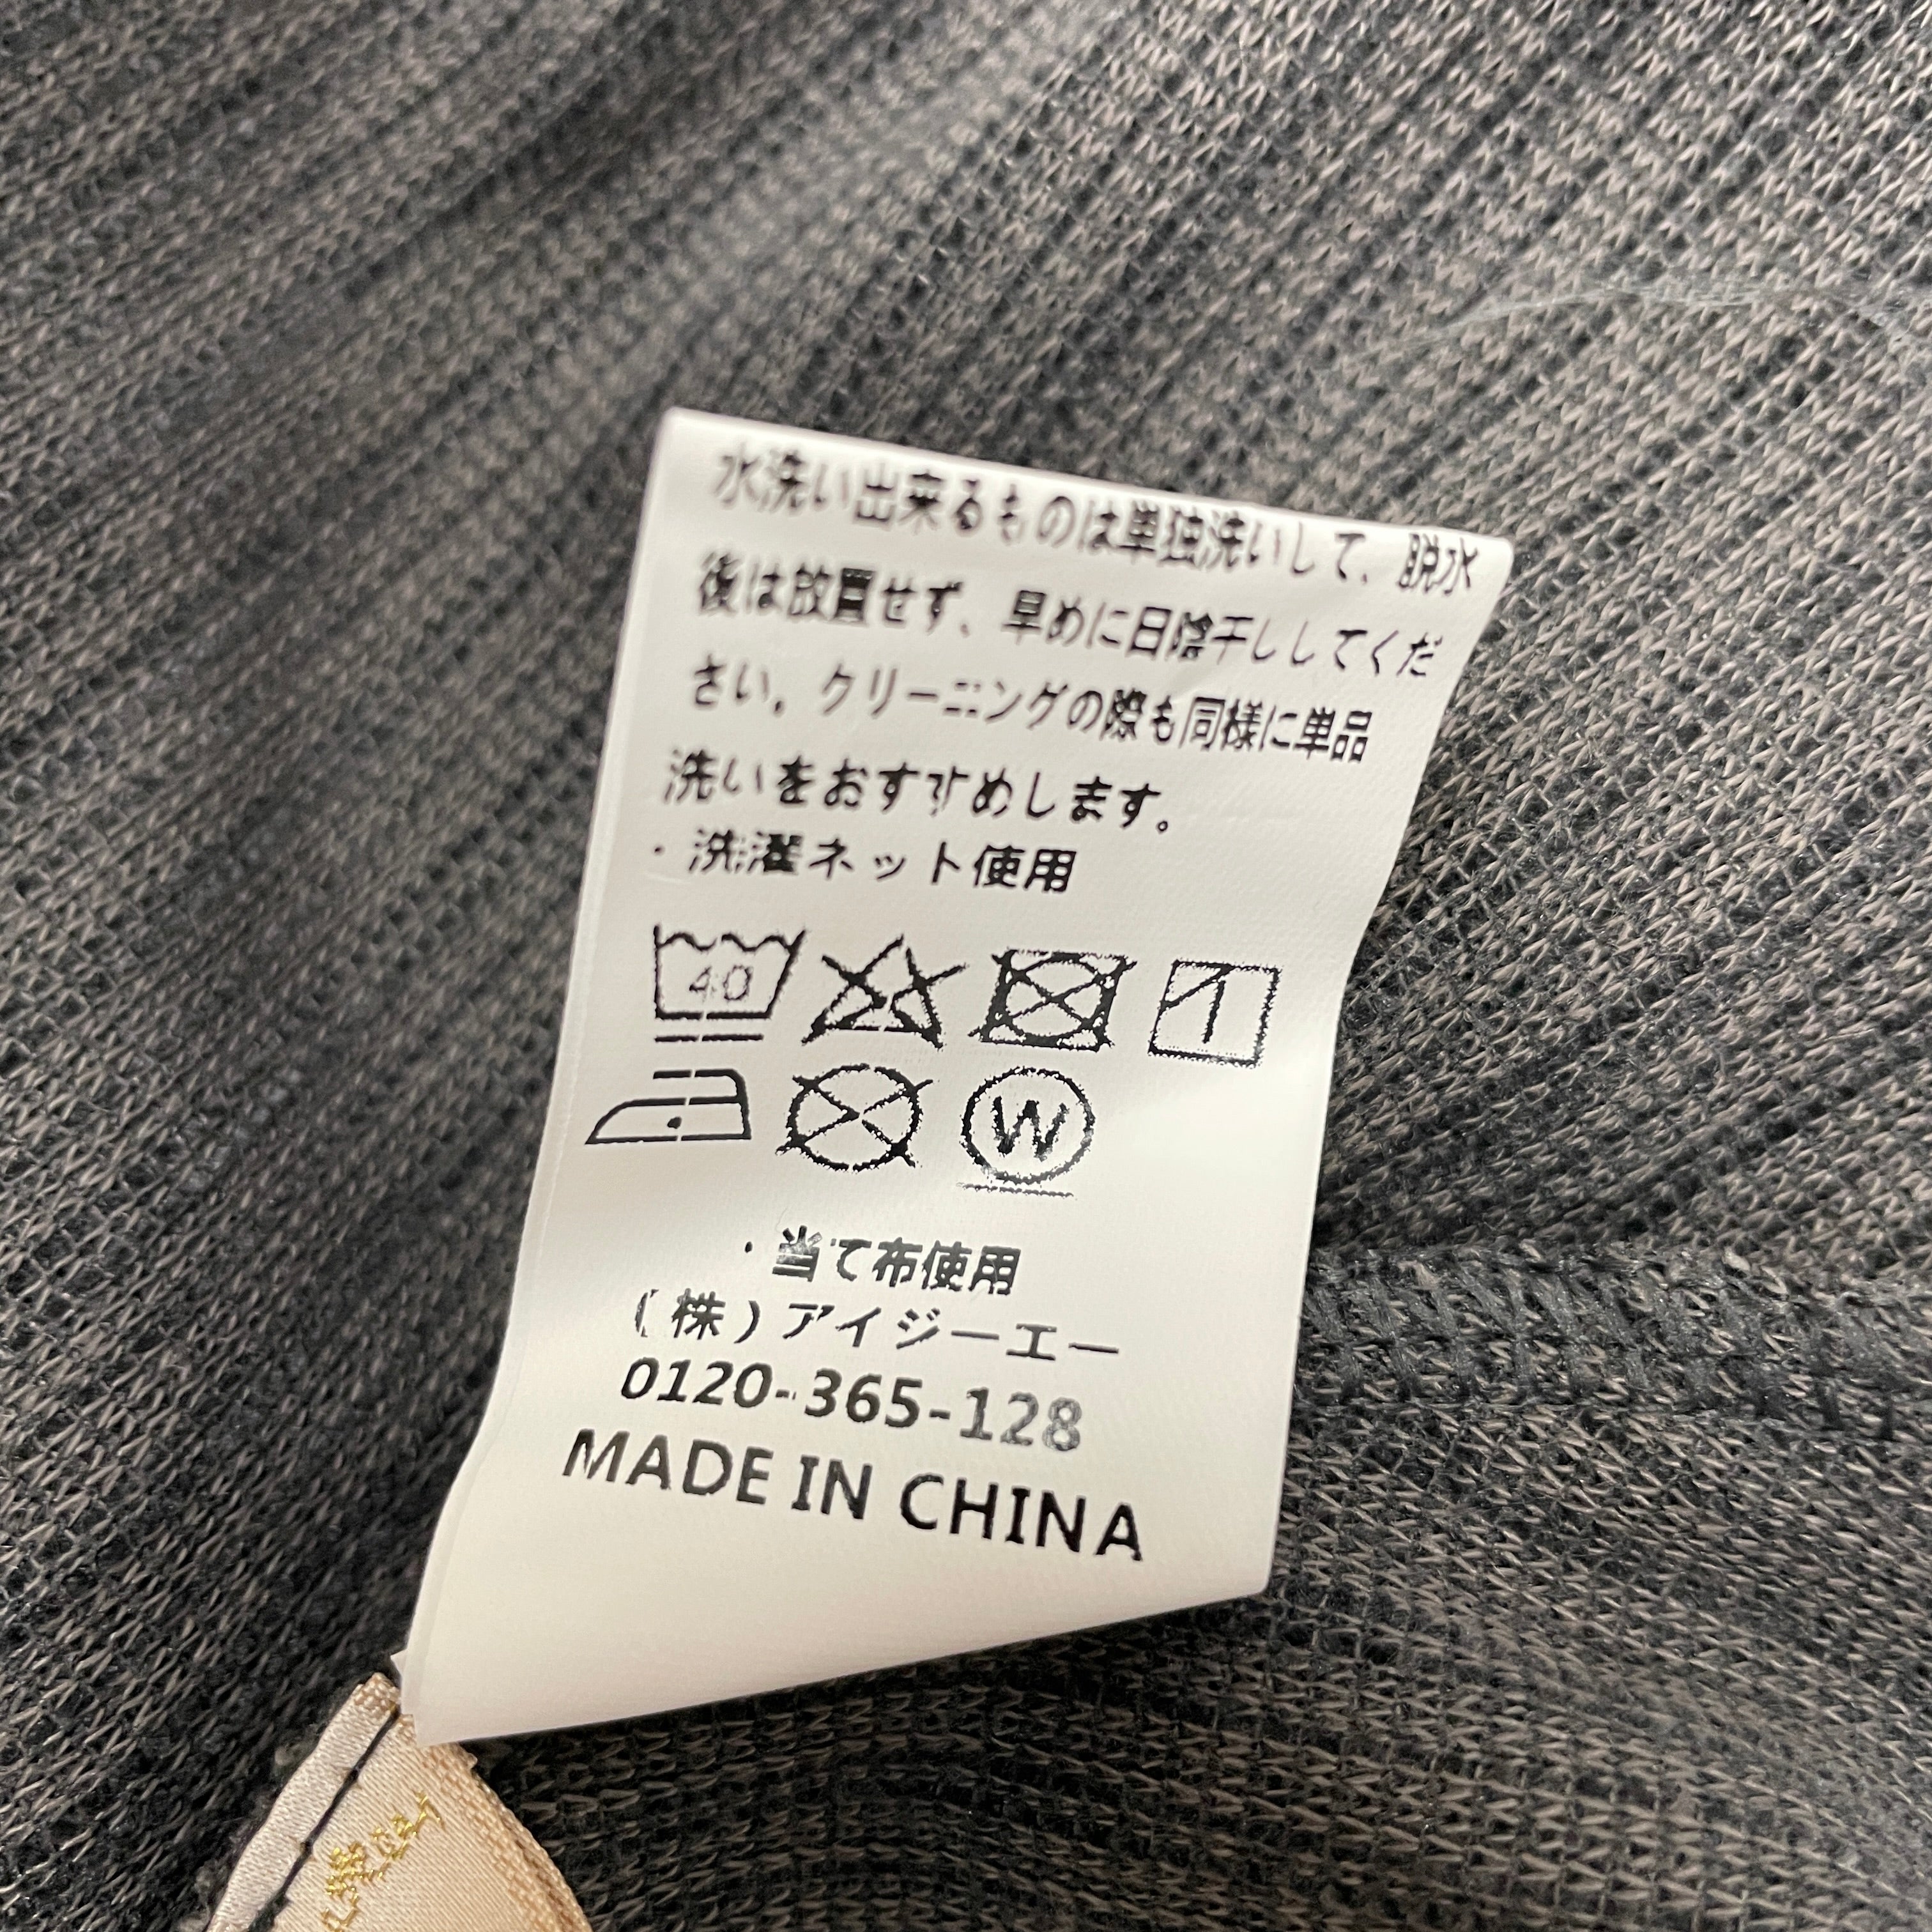 水洗い出来るものは単独洗いして、脱水
後は放置せず、早めに日陰干ししてくだ
さい。クリーニングの際も同様に単品
洗いをおすすめします。
・洗濯ネット使用
40
W
・当て布使用
(株)アイジーエー
0120-365-128
MADE IN CHINA